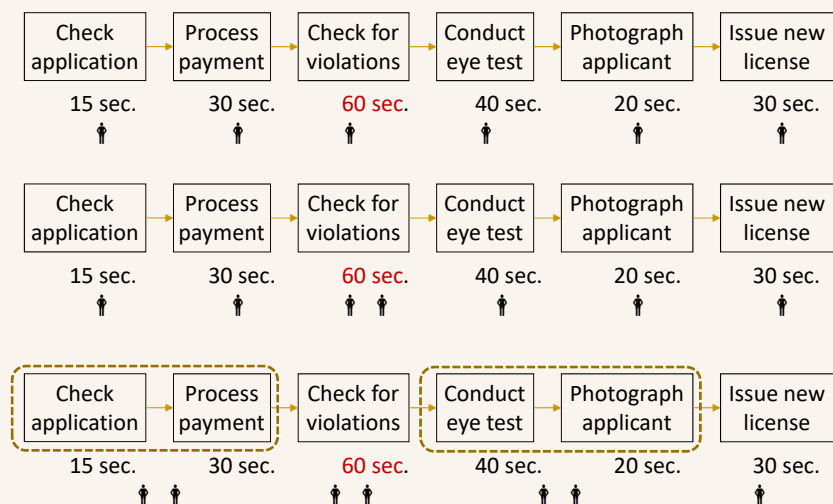 Check application
Process payment
Check for violations
Conduct eye test
Photograph applicant
Issue new license
15 sec.
30 sec.
60 sec.
40 sec.
20 sec.
30 sec.
Check application
Process payment
Check for violations
Conduct eye test
Photograph applicant
Issue new license
15 sec.
30 sec.
60 sec.
40 sec.
20 sec.
30 sec.
Check application
Process payment
Check for violations
Conduct eye test
Photograph applicant
Issue new license
15 sec.
30 sec.
60 sec.
40 sec.
20 sec.
30 sec.